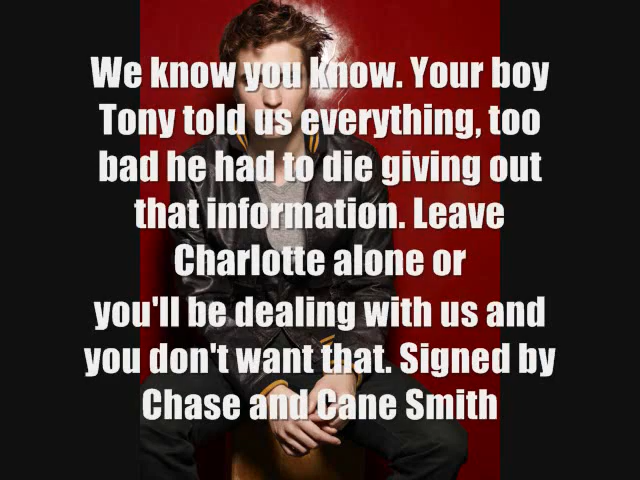 We know you know. Your boy
Tony told us everything, too
bad he had to die giving out
that information. Leave
Charlotte alone or
you'll be dealing with us and
you don't want that. Signed by
Chase and Cane Smith